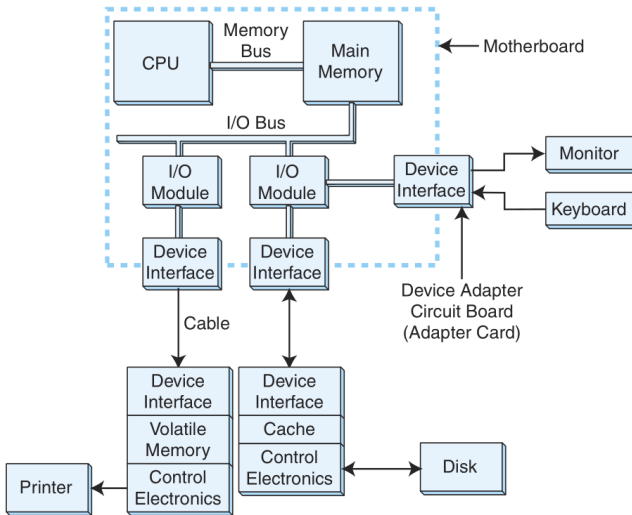 Memory
Bus
CPU
Main
Memory
Motherboard
I/O Bus
I/O
Module
I/O
Module
Device
Interface
Monitor
Keyboard
Device
Interface
Device
Interface
Device Adapter
Circuit Board
(Adapter Card)
Cable
Device
Interface
Volatile
Memory
Control
Electronics
Device
Interface
Cache
Control
Electronics
Printer
Disk